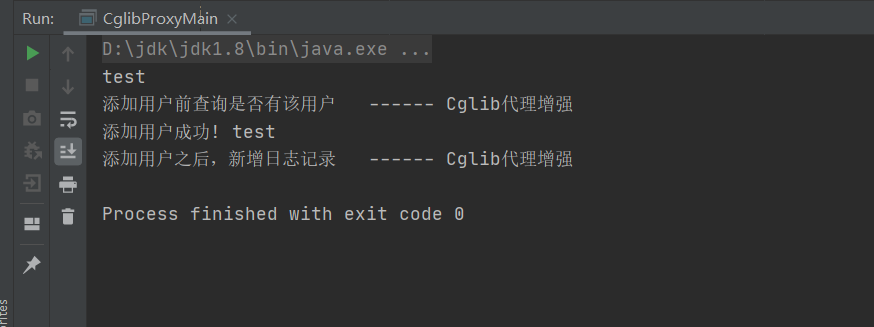 Run: CglibProxyMain
D:\jdk\jdk1.8\bin\java.exe ...
test
添加用户前查询是否有该用户   ------ Cglib代理增强
添加用户成功! test
添加用户之后，新增日志记录   ------ Cglib代理增强
Process finished with exit code 0